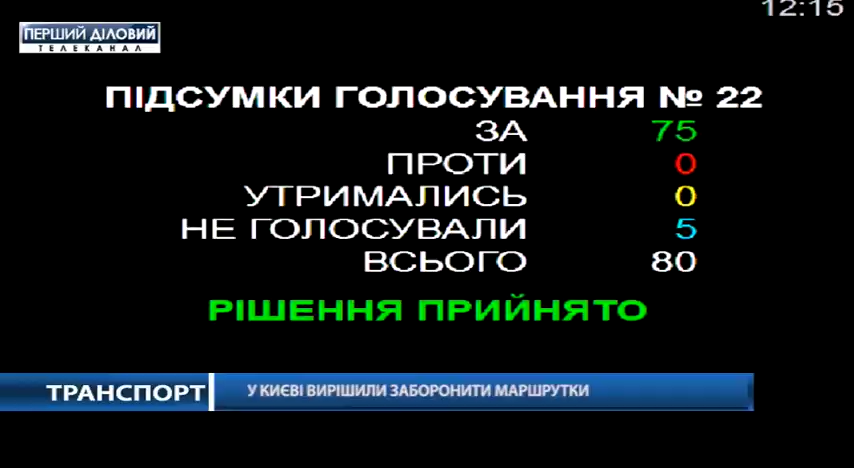 12:15
ПЕРШИЙ ДІЛОВИЙ
ТЕЛЕКАНАЛ
ПІДСУМКИ ГОЛОСУВАННЯ № 22
ЗА 75
ПРОТИ 0
УТРИМАЛИСЬ 0
НЕ ГОЛОСУВАЛИ 5
ВСЬОГО 80
РІШЕННЯ ПРИЙНЯТО
ТРАНСПОРТ У КИЄВІ ВИРІШИЛИ ЗАБОРОНИТИ МАРШРУТКИ